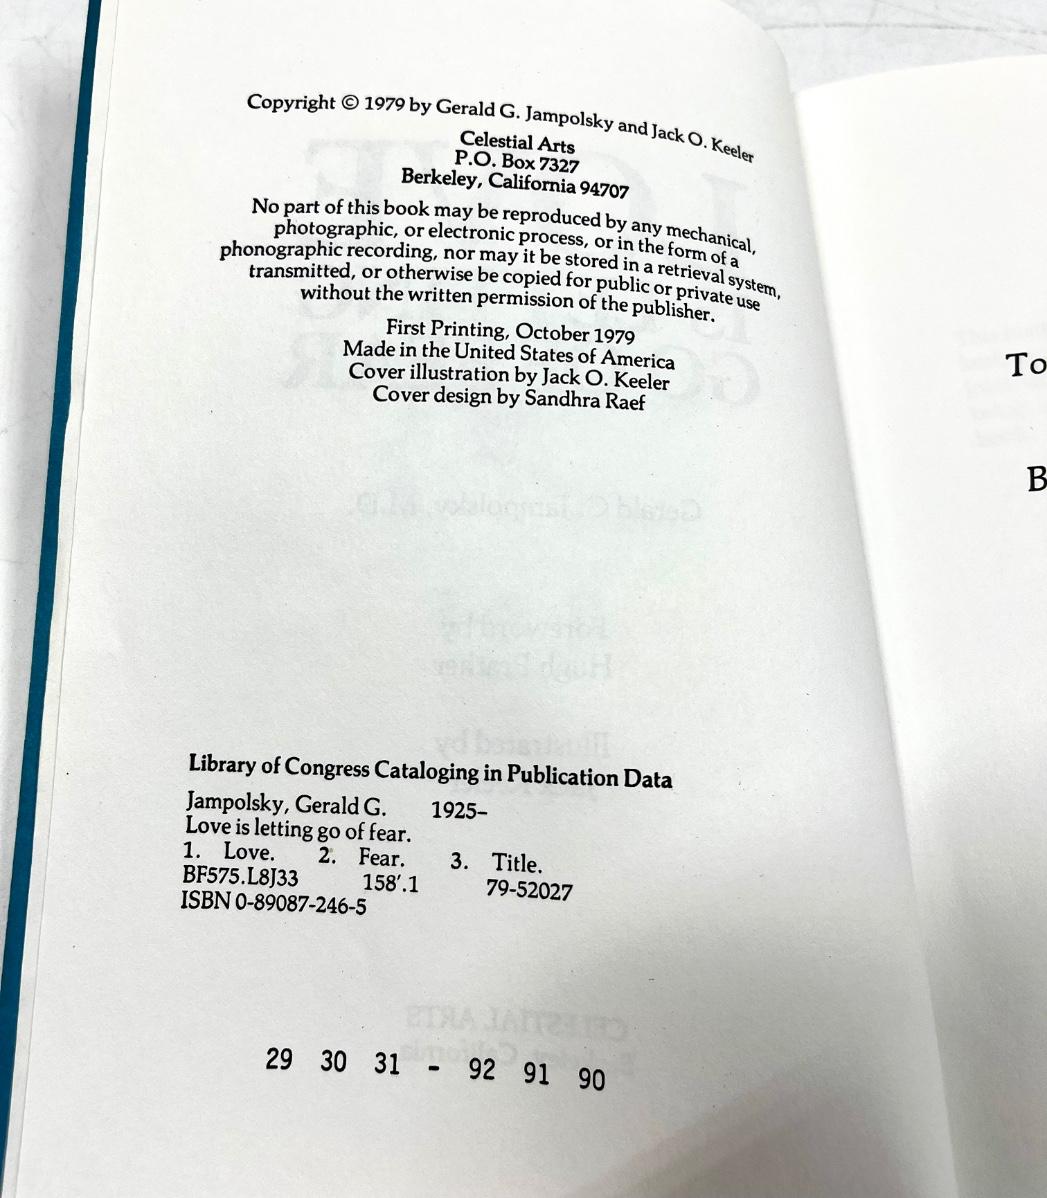 Copyright © 1979 by Gerald G. Jampolsky and Jack O. Keeler
Celestial Arts
P.O. Box 7327
Berkeley, California 94707
No part of this book may be reproduced by any mechanical,
photographic, or electronic process, or in the form of a
phonographic recording, nor may it be stored in a retrieval system,
transmitted, or otherwise be copied for public or private use
without the written permission of the publisher.
First Printing, October 1979
Made in the United States of America
Cover illustration by Jack O. Keeler
Cover design by Sandhra Raef
Library of Congress Cataloging in Publication Data
Jampolsky, Gerald G. 1925–
Love is letting go of fear.
1. Love. 2. Fear. 3. Title.
BF575.L8J33 158'.1 79-52027
ISBN 0-89087-246-5
29 30 31 - 92 91 90
To
B